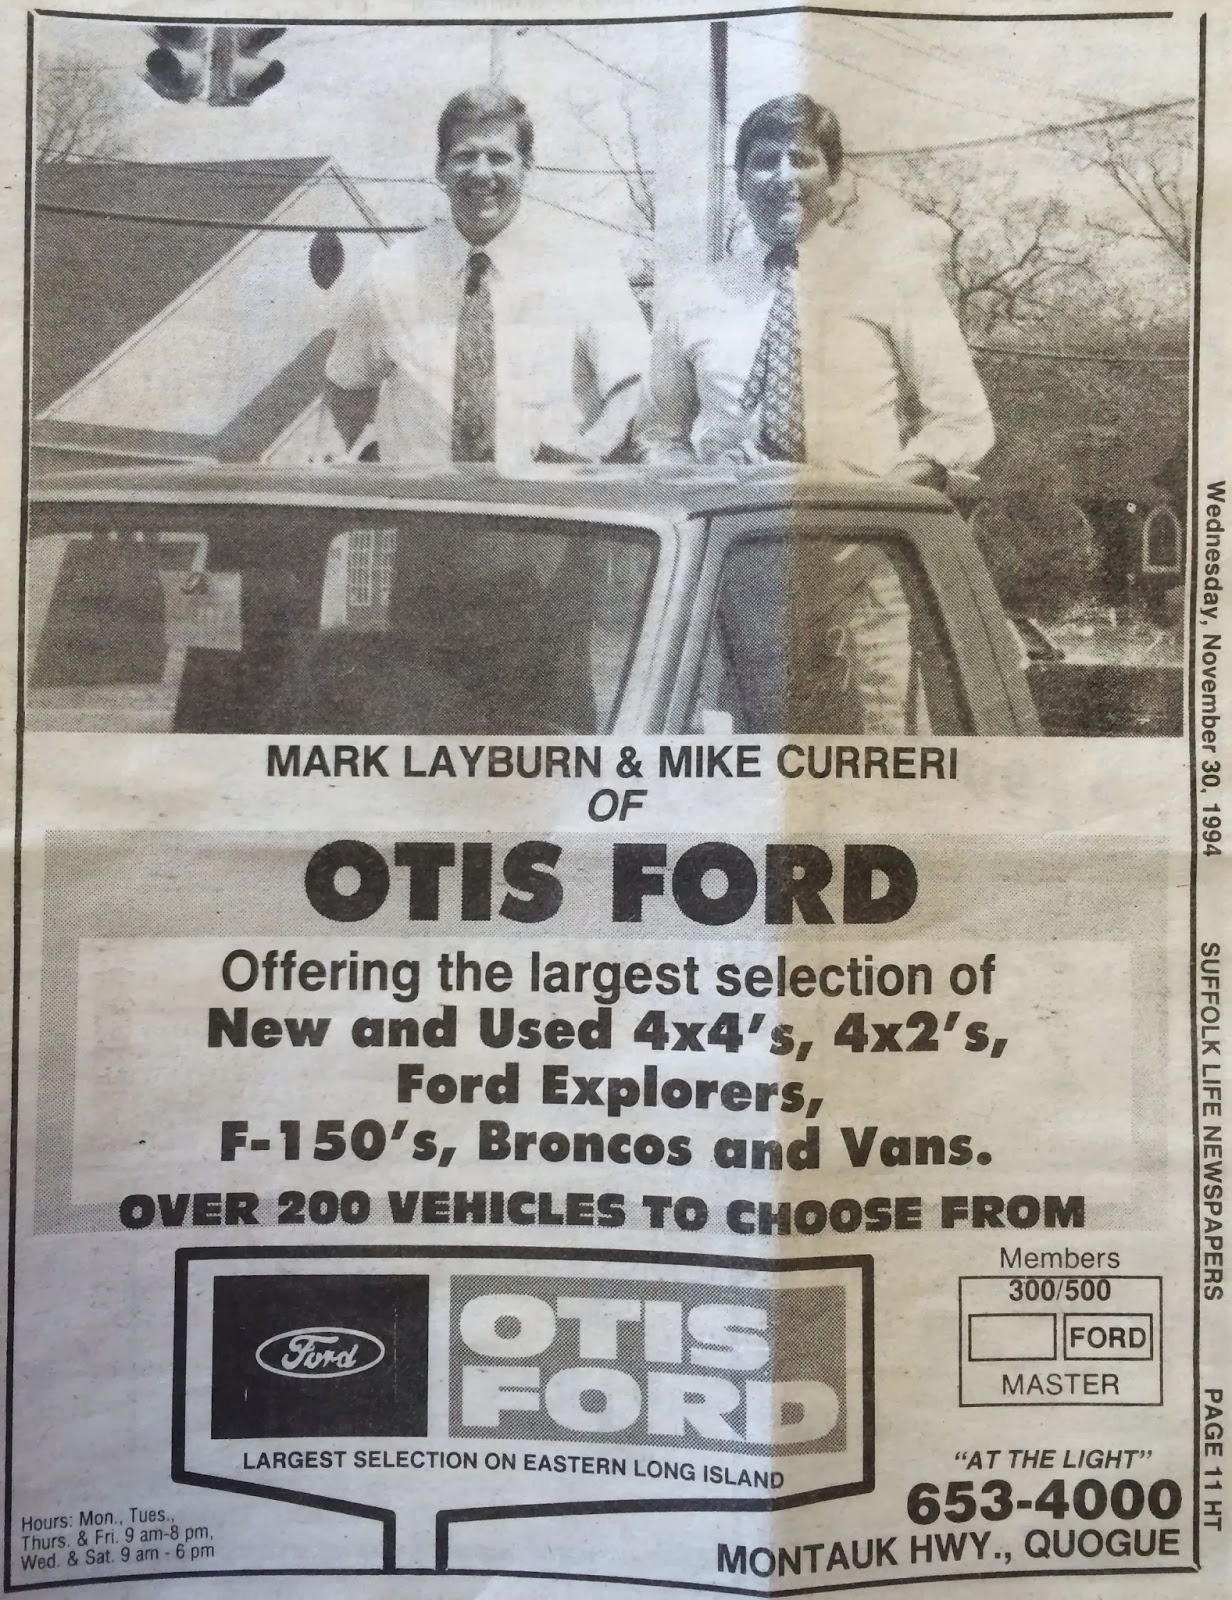 MARK LAYBURN & MIKE CURRERI
OF
OTIS FORD
Offering the largest selection of
New and Used 4x4's, 4x2's,
Ford Explorers,
F-150's, Broncos and Vans.
OVER 200 VEHICLES TO CHOOSE FROM
Ford
OTIS
FORD
LARGEST SELECTION ON EASTERN LONG ISLAND
Members
300/500
FORD
MASTER
"AT THE LIGHT"
653-4000
MONTAUK HWY., QUOGUE
Hours: Mon., Tues.,
Thurs. & Fri. 9 am-8 pm,
Wed. & Sat. 9 am - 6 pm
Wednesday, November 30, 1994 SUFFOLK LIFE NEWSPAPERS PAGE 11 HT